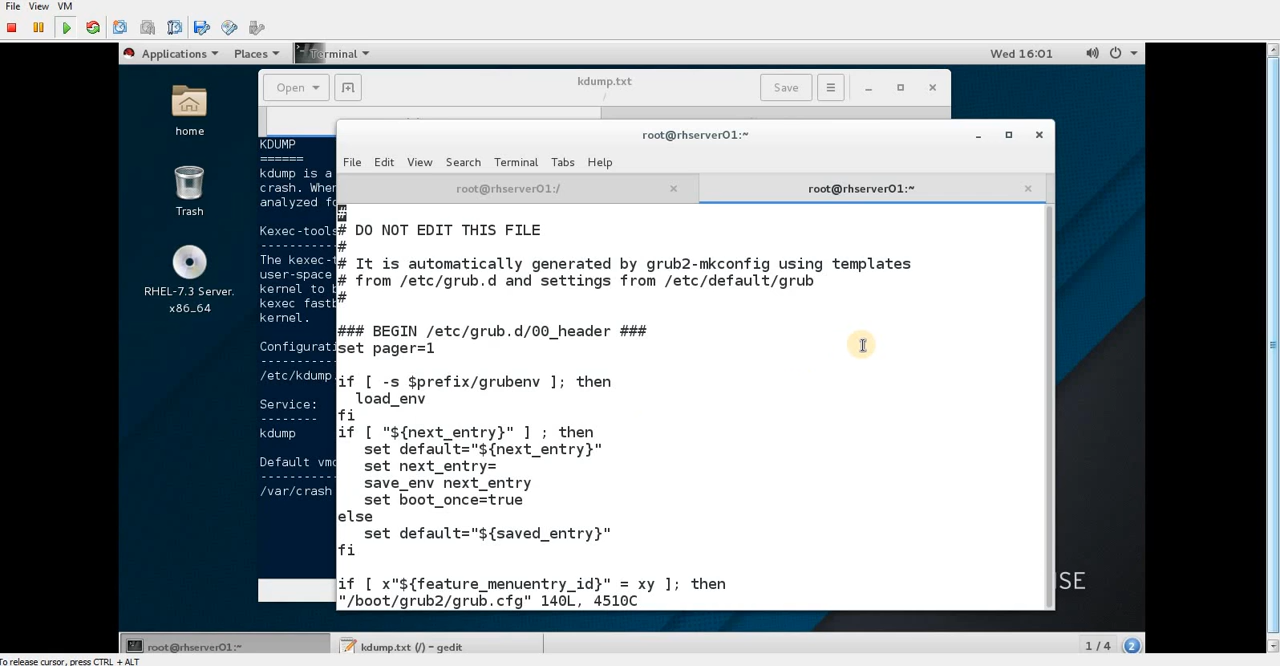 File View VM
Applications Places Terminal Wed 16:01
home
Trash
RHEL-7.3 Server.
x86_64
Open kdump.txt Save
/
KDUMP
======
kdump is a
crash. When
analyzed fo
Kexec-tools
-----------
The kexec-t
user-space
kernel to b
kexec fastb
kernel.
Configurati
-----------
/etc/kdump.
Service:
--------
kdump
Default vmc
-----------
/var/crash
root@rhserver01:~
File Edit View Search Terminal Tabs Help
root@rhserver01:/ root@rhserver01:~
#
# DO NOT EDIT THIS FILE
#
# It is automatically generated by grub2-mkconfig using templates
# from /etc/grub.d and settings from /etc/default/grub
#
### BEGIN /etc/grub.d/00_header ###
set pager=1
if [ -s $prefix/grubenv ]; then
  load_env
fi
if [ "${next_entry}" ] ; then
   set default="${next_entry}"
   set next_entry=
   save_env next_entry
   set boot_once=true
else
   set default="${saved_entry}"
fi
if [ x"${feature_menuentry_id}" = xy ]; then
"/boot/grub2/grub.cfg" 140L, 4510C
USE
root@rhserver01:~ kdump.txt (/) – gedit 1 / 4 2
To release cursor, press CTRL + ALT